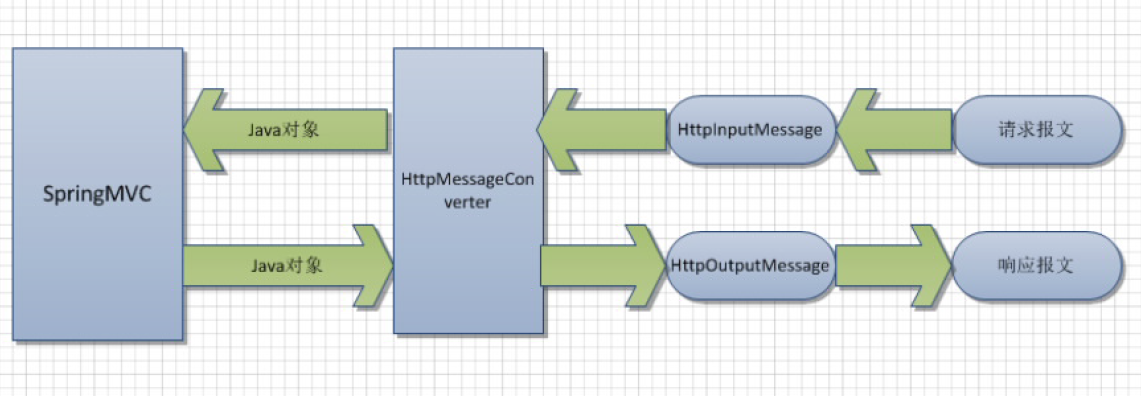 Java对象
HttpInputMessage
请求报文
SpringMVC
HttpMessageCon
verter
Java对象
HttpOutputMessage
响应报文